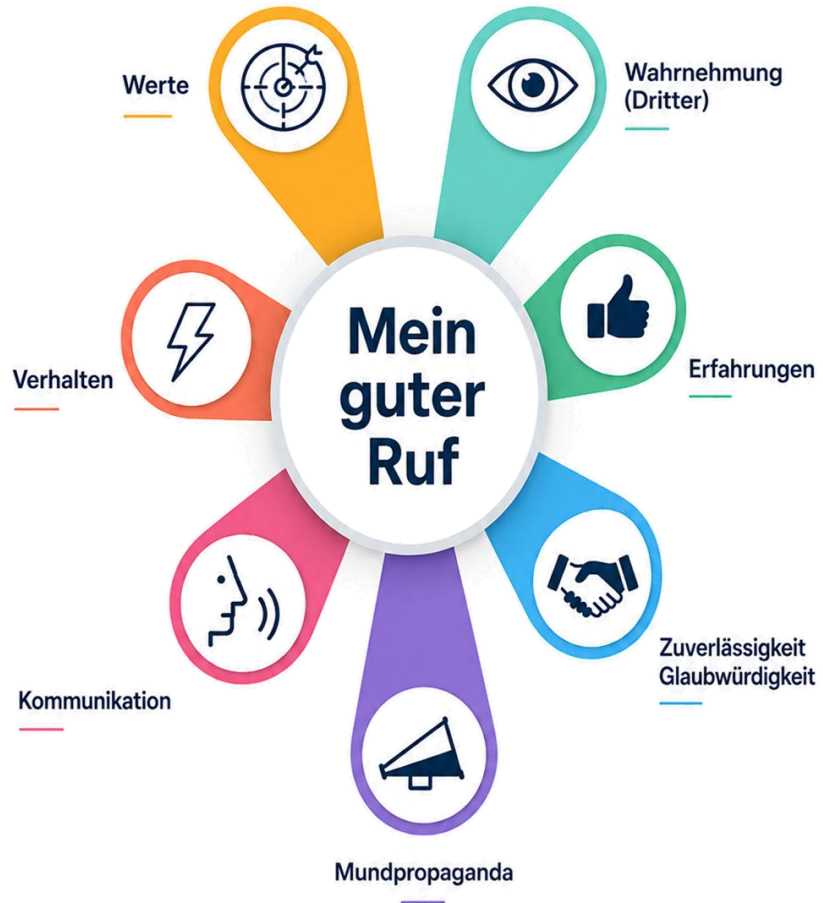 Werte
Wahrnehmung
(Dritter)
Mein
guter
Ruf
Verhalten
Erfahrungen
Zuverlässigkeit
Glaubwürdigkeit
Kommunikation
Mundpropaganda